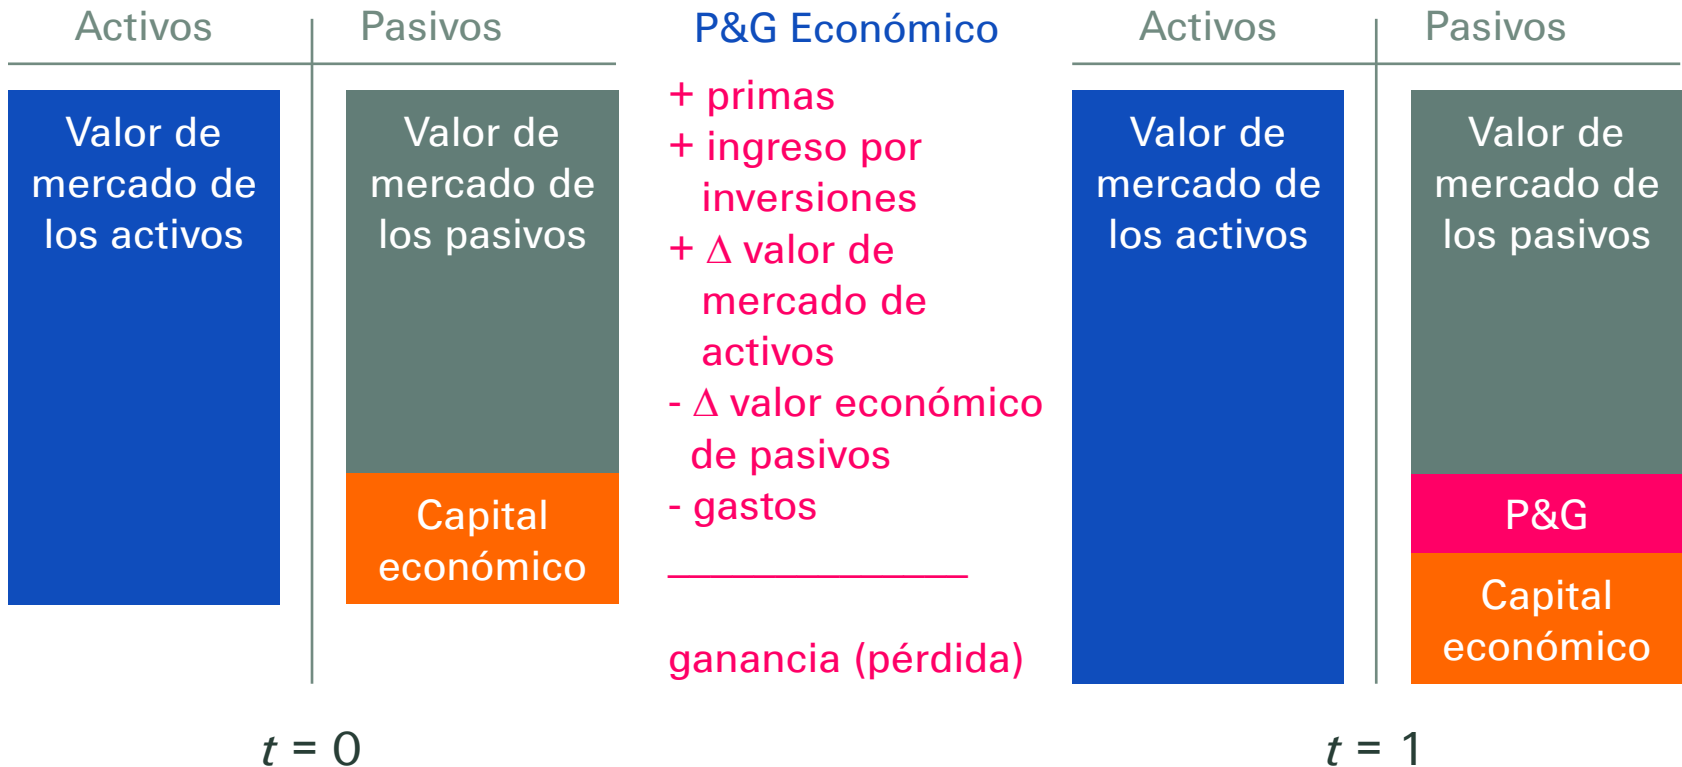 Activos
Pasivos
Valor de
mercado de
los activos
Valor de
mercado de
los pasivos
Capital
económico
t = 0
P&G Económico
+ primas
+ ingreso por
inversiones
+ Δ valor de
mercado de
activos
- Δ valor económico
de pasivos
- gastos
ganancia (pérdida)
Activos
Pasivos
Valor de
mercado de
los activos
Valor de
mercado de
los pasivos
P&G
Capital
económico
t = 1